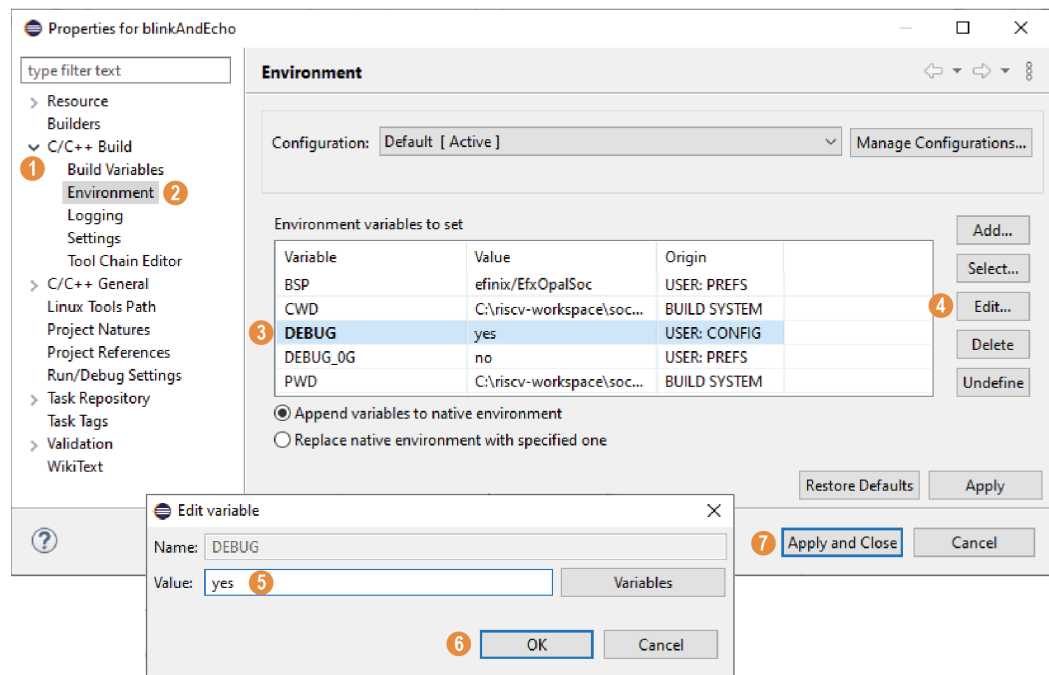 Properties for blinkAndEcho
type filter text
Environment
Resource
Builders
C/C++ Build
1
Build Variables
Environment 2
Logging
Settings
Tool Chain Editor
C/C++ General
Linux Tools Path
Project Natures
Project References
Run/Debug Settings
Task Repository
Task Tags
Validation
WikiText
Configuration: Default [ Active ] Manage Configurations...
Environment variables to set
Variable Value Origin
BSP efinix/EfxOpalSoc USER: PREFS
CWD C:\riscv-workspace\soc... BUILD SYSTEM
3 DEBUG yes USER: CONFIG
DEBUG_0G no USER: PREFS
PWD C:\riscv-workspace\soc... BUILD SYSTEM
Add...
Select...
4 Edit...
Delete
Undefine
Append variables to native environment
Replace native environment with specified one
Restore Defaults Apply
7 Apply and Close Cancel
?
Edit variable
Name: DEBUG
Value: yes 5 Variables
6 OK Cancel